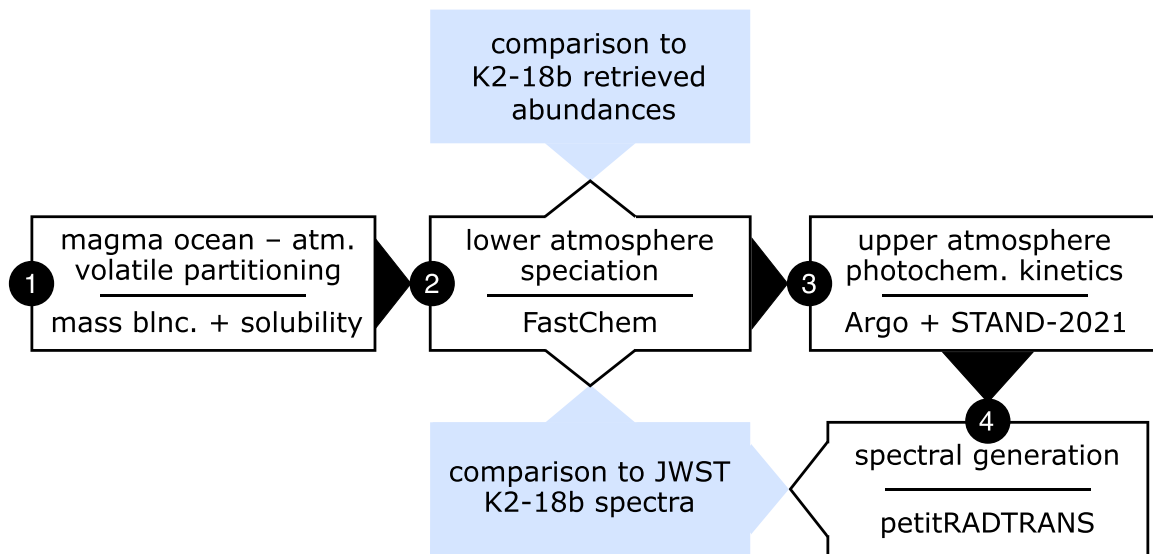 comparison to
K2-18b retrieved
abundances
1
magma ocean – atm.
volatile partitioning
mass blnc. + solubility
2
lower atmosphere
speciation
FastChem
3
upper atmosphere
photochem. kinetics
Argo + STAND-2021
comparison to JWST
K2-18b spectra
4
spectral generation
petitRADTRANS